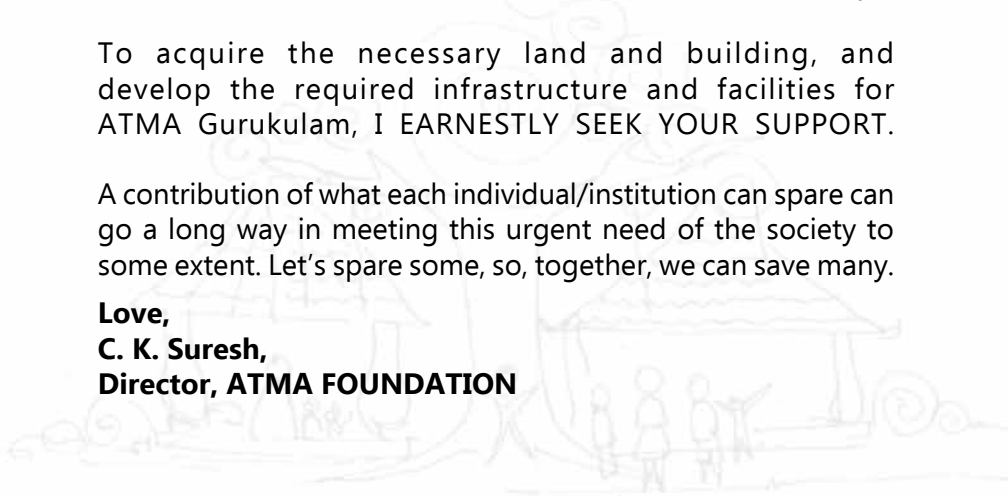 To acquire the necessary land and building, and
develop the required infrastructure and facilities for
ATMA Gurukulam, I EARNESTLY SEEK YOUR SUPPORT.
A contribution of what each individual/institution can spare can
go a long way in meeting this urgent need of the society to
some extent. Let’s spare some, so, together, we can save many.
Love,
C. K. Suresh,
Director, ATMA FOUNDATION